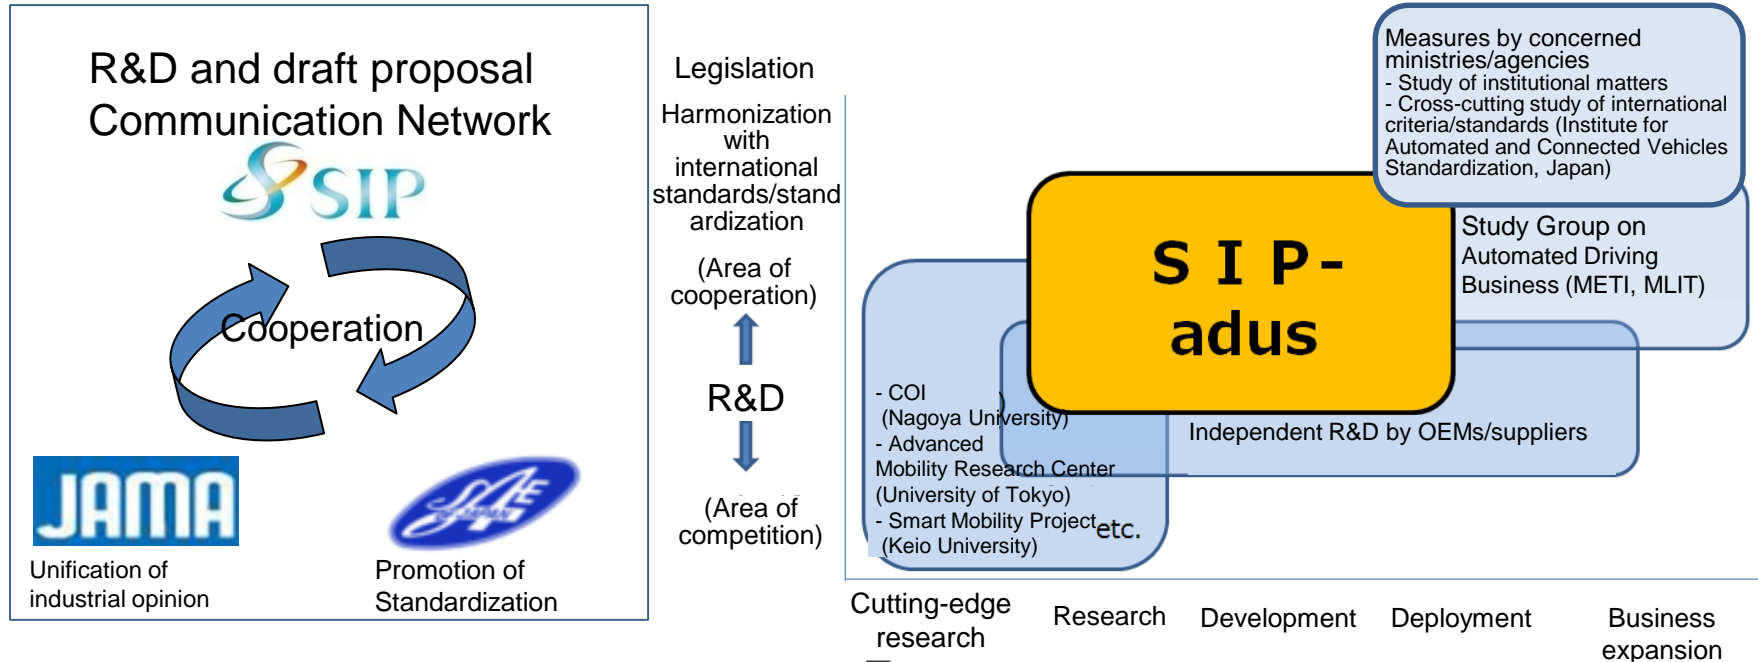 R&D and draft proposal
Communication Network
SIP
Cooperation
JAMA
SAE
OF JAPAN
Unification of
industrial opinion
Promotion of
Standardization
Legislation
Harmonization
with
international
standards/stand
ardization
(Area of
cooperation)
R&D
(Area of
competition)
Measures by concerned
ministries/agencies
- Study of institutional matters
- Cross-cutting study of international
criteria/standards (Institute for
Automated and Connected Vehicles
Standardization, Japan)
S I P-
adus
Study Group on
Automated Driving
Business (METI, MLIT)
- COI
)
(Nagoya University)
- Advanced
Mobility Research Center
(University of Tokyo)
- Smart Mobility Project
(Keio University)
etc.
Independent R&D by OEMs/suppliers
Cutting-edge
research
Research
Development
Deployment
Business
expansion